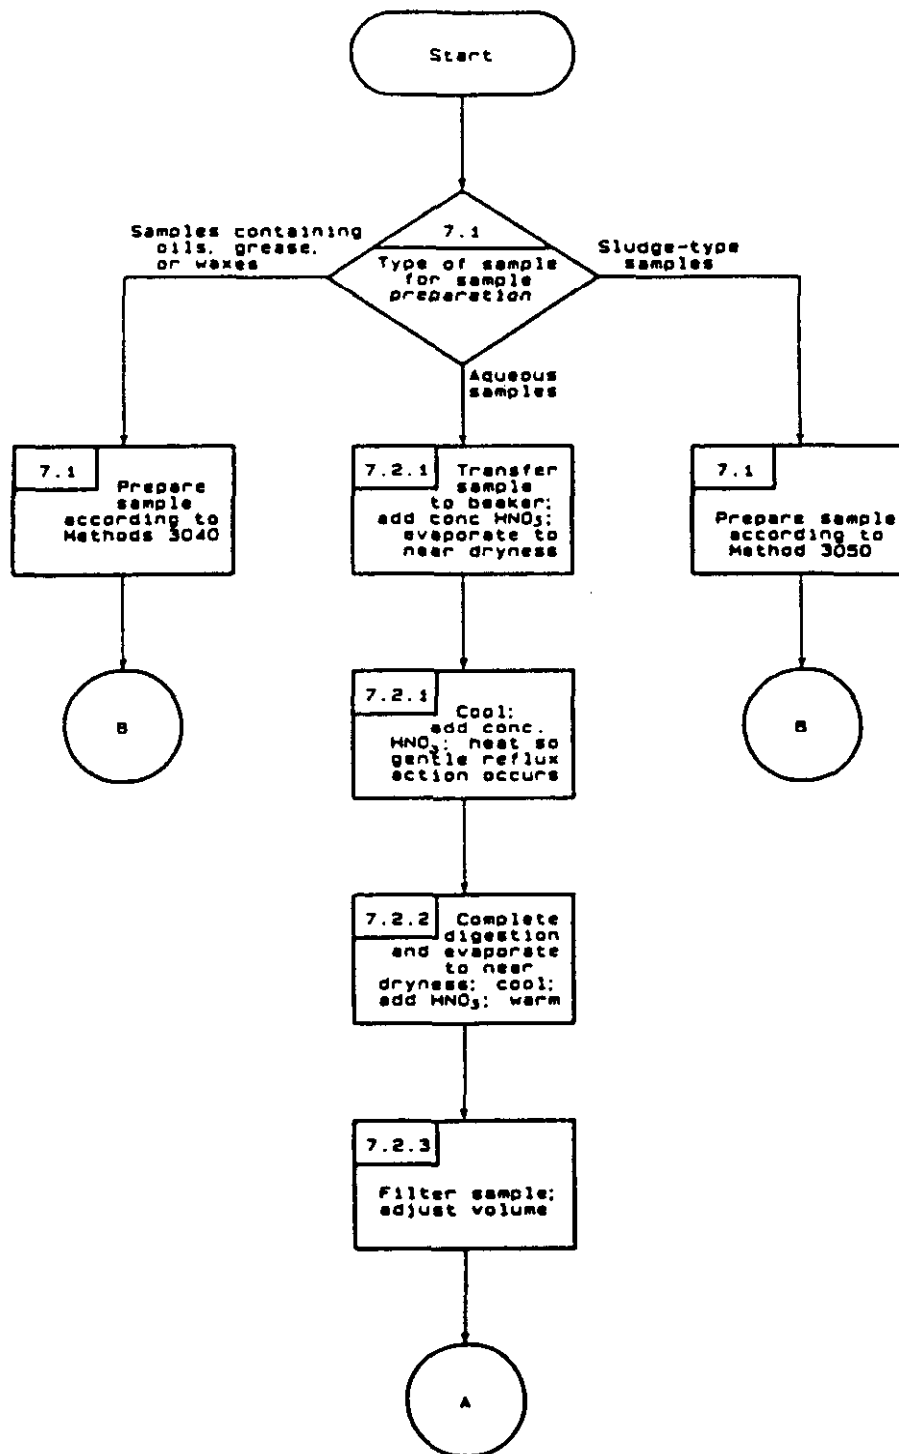 Start
7.1
Type of sample
for sample
preparation
Samples containing
oils, grease,
or waxes
Sludge-type
samples
Aqueous
samples
7.1
Prepare
sample
according to
Methods 3040
7.2.1 Transfer
sample
to beaker;
add conc HNO₃;
evaporate to
near dryness
7.1
Prepare sample
according to
Method 3050
B
7.2.1
Cool;
add conc.
HNO₃; heat so
gentle reflux
action occurs
B
7.2.2 Complete
digestion
and evaporate
to near
dryness; cool;
add HNO₃; warm
7.2.3
Filter sample;
adjust volume
A